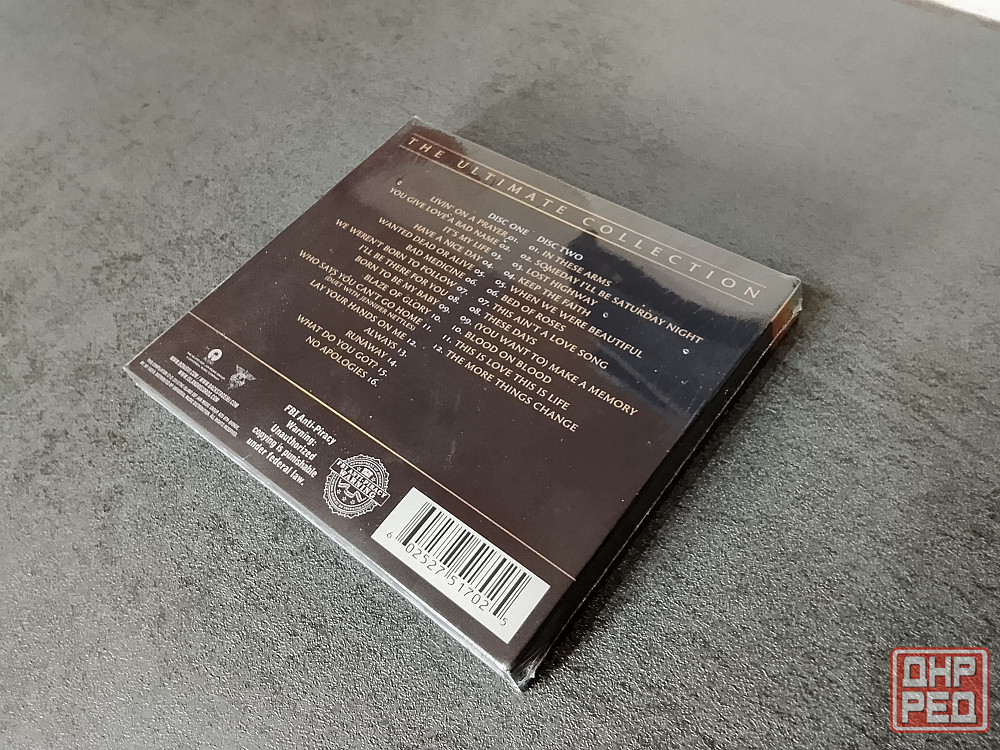 THE ULTIMATE COLLECTION
DISC ONE
LIVIN' ON A PRAYER 01.
YOU GIVE LOVE A BAD NAME 02.
IT'S MY LIFE 03.
HAVE A NICE DAY 04.
WANTED DEAD OR ALIVE 05.
BAD MEDICINE 06.
WE WEREN'T BORN TO FOLLOW 07.
I'LL BE THERE FOR YOU 08.
BORN TO BE MY BABY 09.
BLAZE OF GLORY 10.
WHO SAYS YOU CAN'T GO HOME 11.
(DUET WITH JENNIFER NETTLES)
LAY YOUR HANDS ON ME 12.
ALWAYS 13.
RUNAWAY 14.
WHAT DO YOU GOT? 15.
NO APOLOGIES 16.
DISC TWO
01. IN THESE ARMS
02. SOMEDAY I'LL BE SATURDAY NIGHT
03. LOST HIGHWAY
04. KEEP THE FAITH
05. WHEN WE WERE BEAUTIFUL
06. BED OF ROSES
07. THIS AIN'T A LOVE SONG
08. THESE DAYS
09. (YOU WANT TO) MAKE A MEMORY
10. BLOOD ON BLOOD
11. THIS IS LOVE THIS IS LIFE
12. THE MORE THINGS CHANGE
FBI Anti-Piracy
Warning:
Unauthorized
copying is punishable
under federal law.
FBI ANTI-PIRACY
WARNING
6 02527 51702 5
ДНР
РЕД